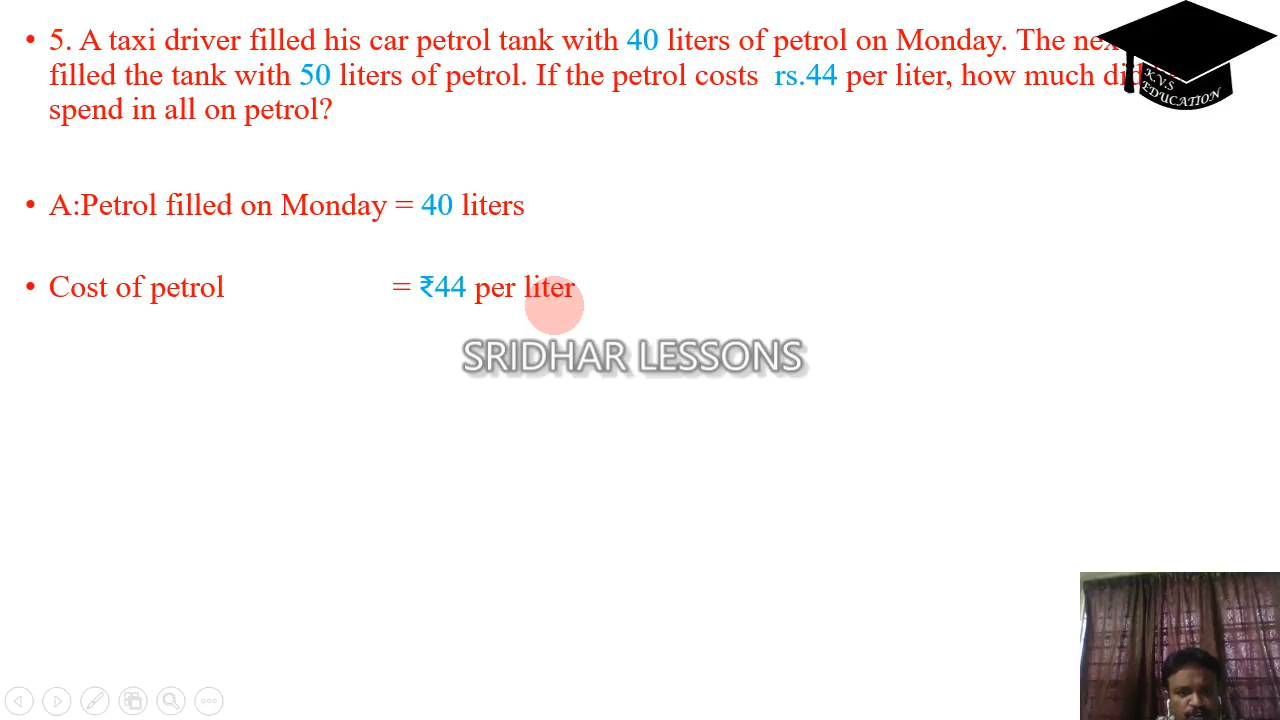 • 5. A taxi driver filled his car petrol tank with 40 liters of petrol on Monday. The
filled the tank with 50 liters of petrol. If the petrol costs rs.44 per liter, how much
spend in all on petrol?
K.V.S
EDUCATION
• A:Petrol filled on Monday = 40 liters
• Cost of petrol = ₹44 per liter
SRIDHAR LESSONS